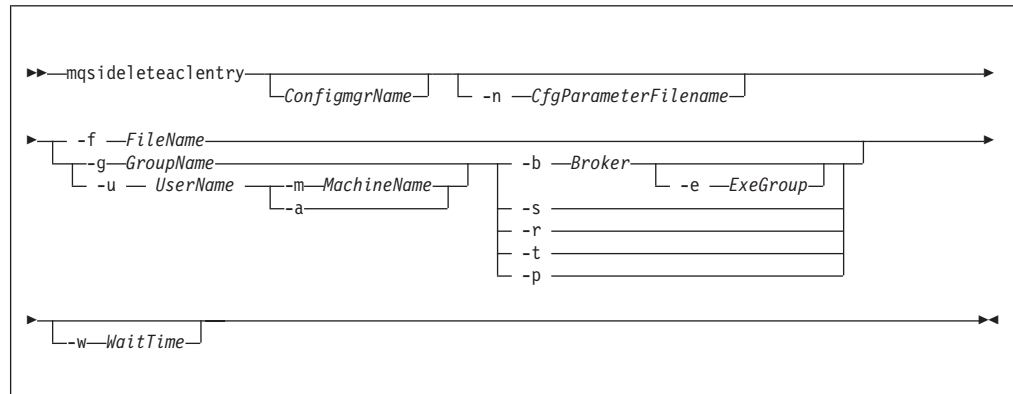 mqsideleteaclentry
ConfigmgrName
-n CfgParameterFilename
-f FileName
-g GroupName
-u UserName -m MachineName
-a
-b Broker
-e ExeGroup
-s
-r
-t
-p
-w WaitTime